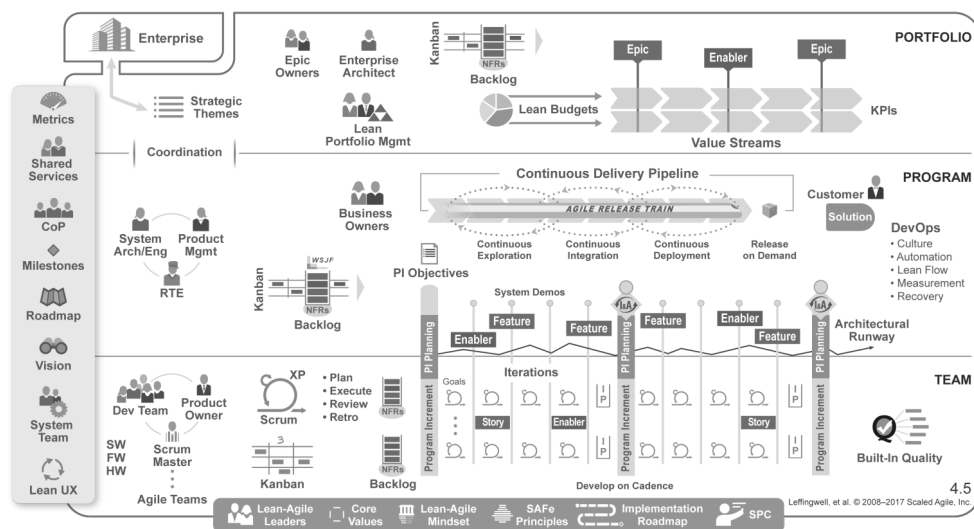 Enterprise
Strategic
Themes
Epic
Owners
Enterprise
Architect
Lean
Portfolio Mgmt
Kanban
NFRs
Backlog
Lean Budgets
Epic
Enabler
Epic
Value Streams
KPIs
PORTFOLIO
Metrics
Shared
Services
CoP
Milestones
Roadmap
Vision
System
Team
Lean UX
Coordination
System
Arch/Eng
Product
Mgmt
RTE
Business
Owners
Kanban
WSJF
NFRs
Backlog
Continuous Delivery Pipeline
AGILE RELEASE TRAIN
Continuous
Exploration
Continuous
Integration
Continuous
Deployment
Release
on Demand
Customer
Solution
PROGRAM
DevOps
• Culture
• Automation
• Lean Flow
• Measurement
• Recovery
PI Objectives
System Demos
I&A
I&A
PI Planning
Enabler
Feature
Feature
PI Planning
Feature
Enabler
Feature
PI Planning
Architectural
Runway
Dev Team
Product
Owner
Scrum
Master
SW
FW
HW
Agile Teams
XP
Scrum
• Plan
• Execute
• Review
• Retro
3
Kanban
NFRs
NFRs
Backlog
Program Increment
Goals
Iterations
Story
Enabler
I
P
I
P
Program Increment
Story
I
P
I
P
Program Increment
Develop on Cadence
TEAM
Built-In Quality
4.5
Leffingwell, et al. © 2008–2017 Scaled Agile, Inc.
Lean-Agile
Leaders
Core
Values
Lean-Agile
Mindset
SAFe
Principles
Implementation
Roadmap
SPC